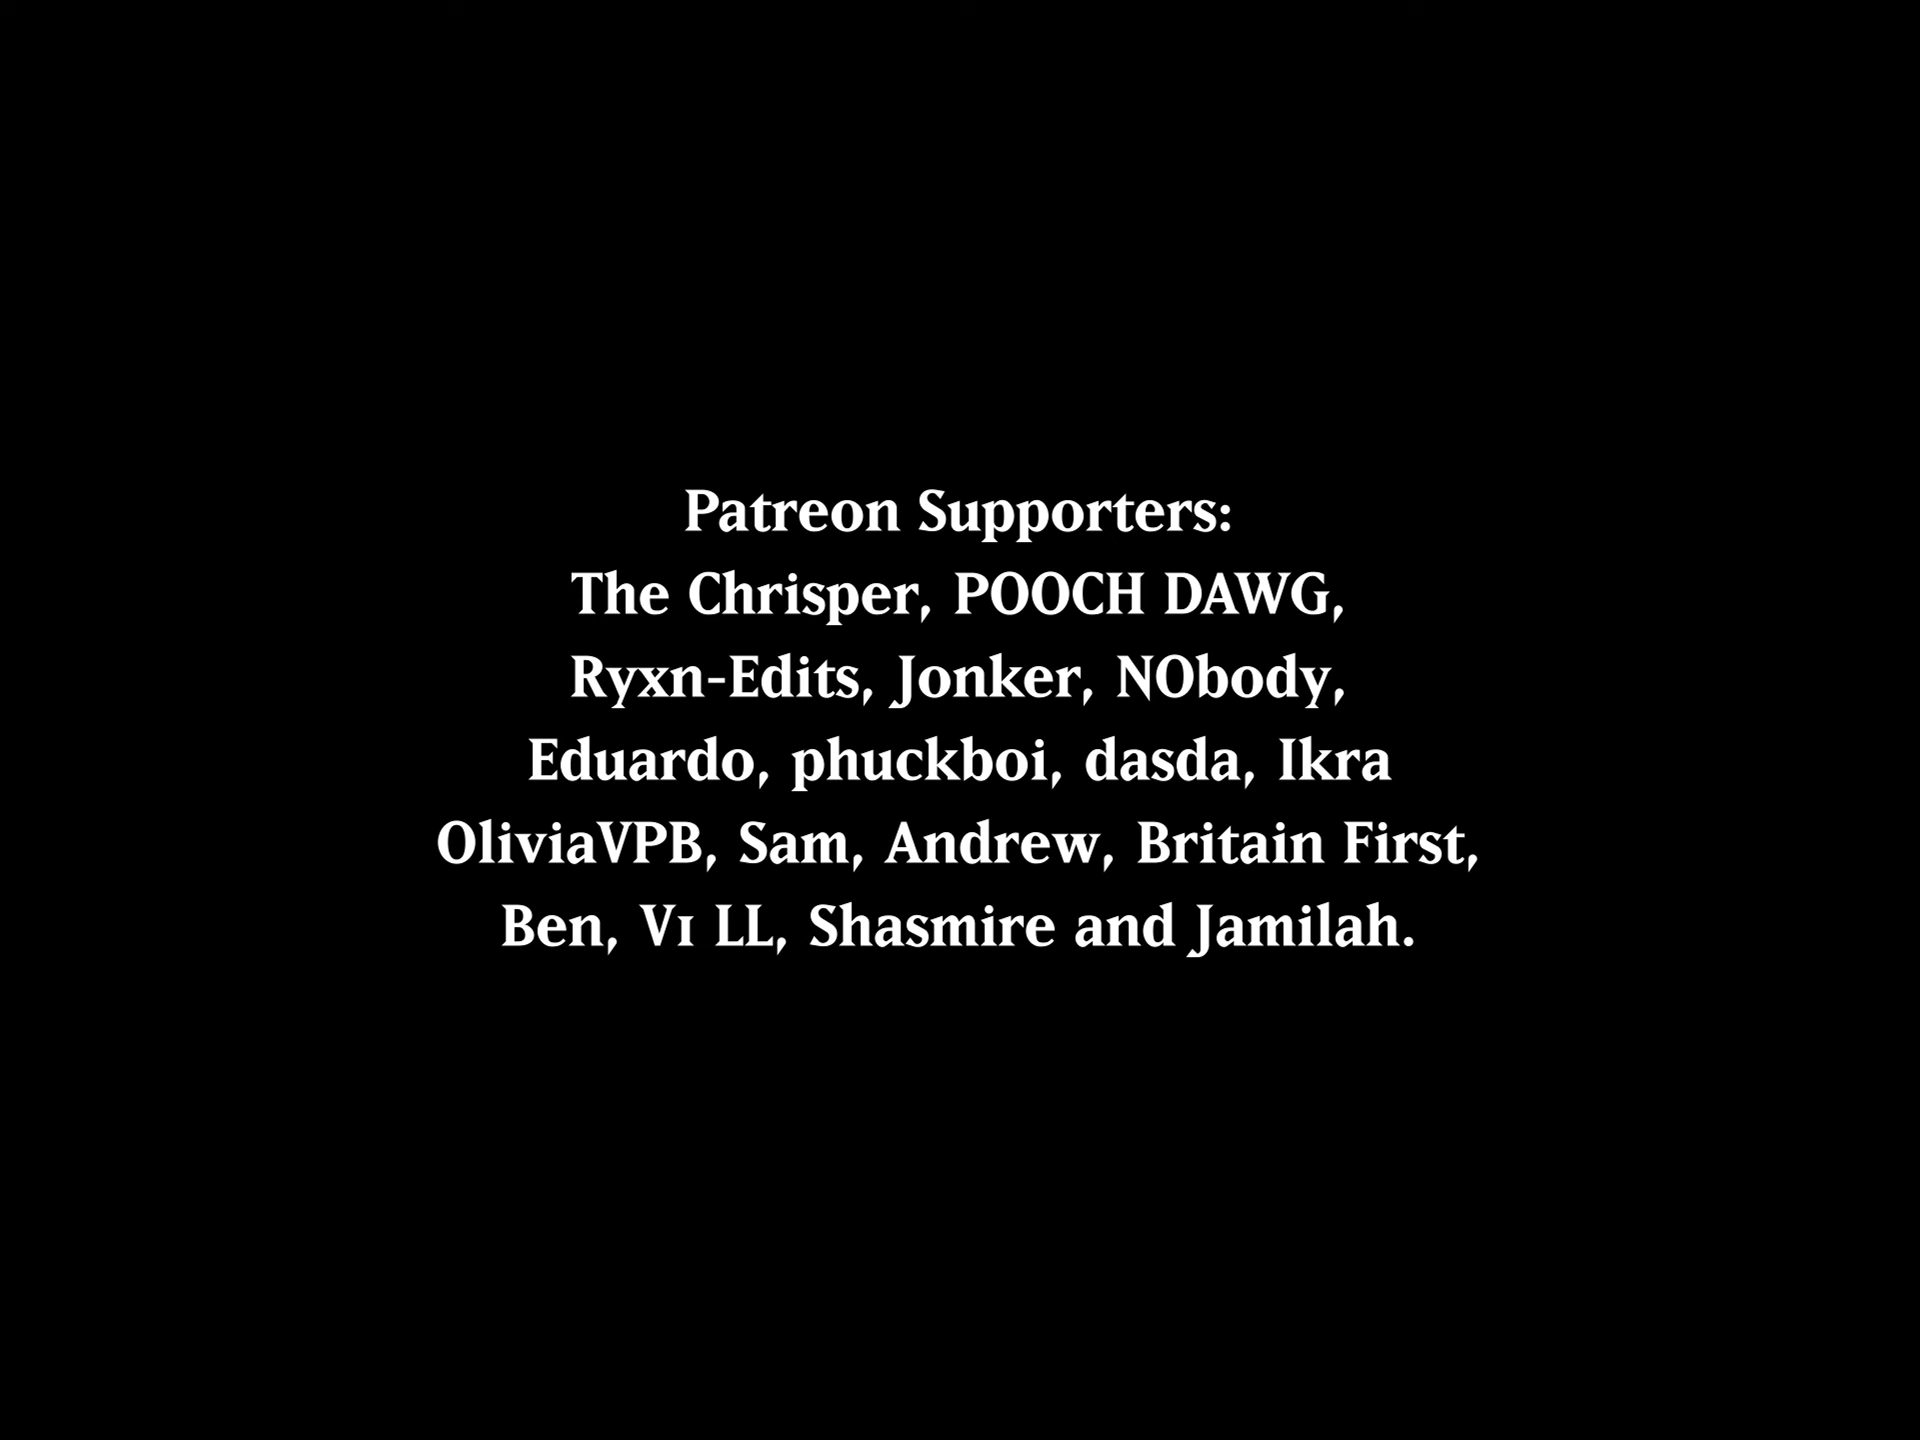 Patreon Supporters:
The Chrisper, POOCH DAWG,
Ryxn-Edits, Jonker, NObody,
Eduardo, phuckboi, dasda, Ikra
OliviaVPB, Sam, Andrew, Britain First,
Ben, V1 LL, Shasmire and Jamilah.